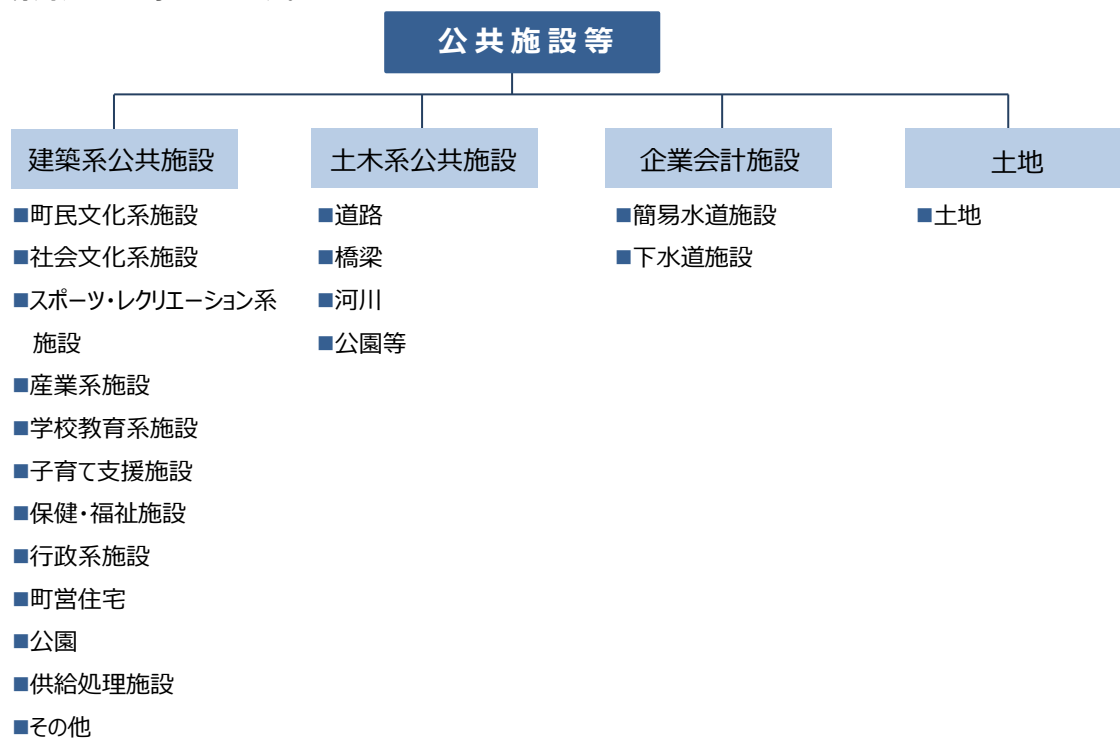 公共施設等
建築系公共施設
■町民文化系施設
■社会文化系施設
■スポーツ・レクリエーション系
施設
■産業系施設
■学校教育系施設
■子育て支援施設
■保健・福祉施設
■行政系施設
■町営住宅
■公園
■供給処理施設
■その他
土木系公共施設
■道路
■橋梁
■河川
■公園等
企業会計施設
■簡易水道施設
■下水道施設
土地
■土地